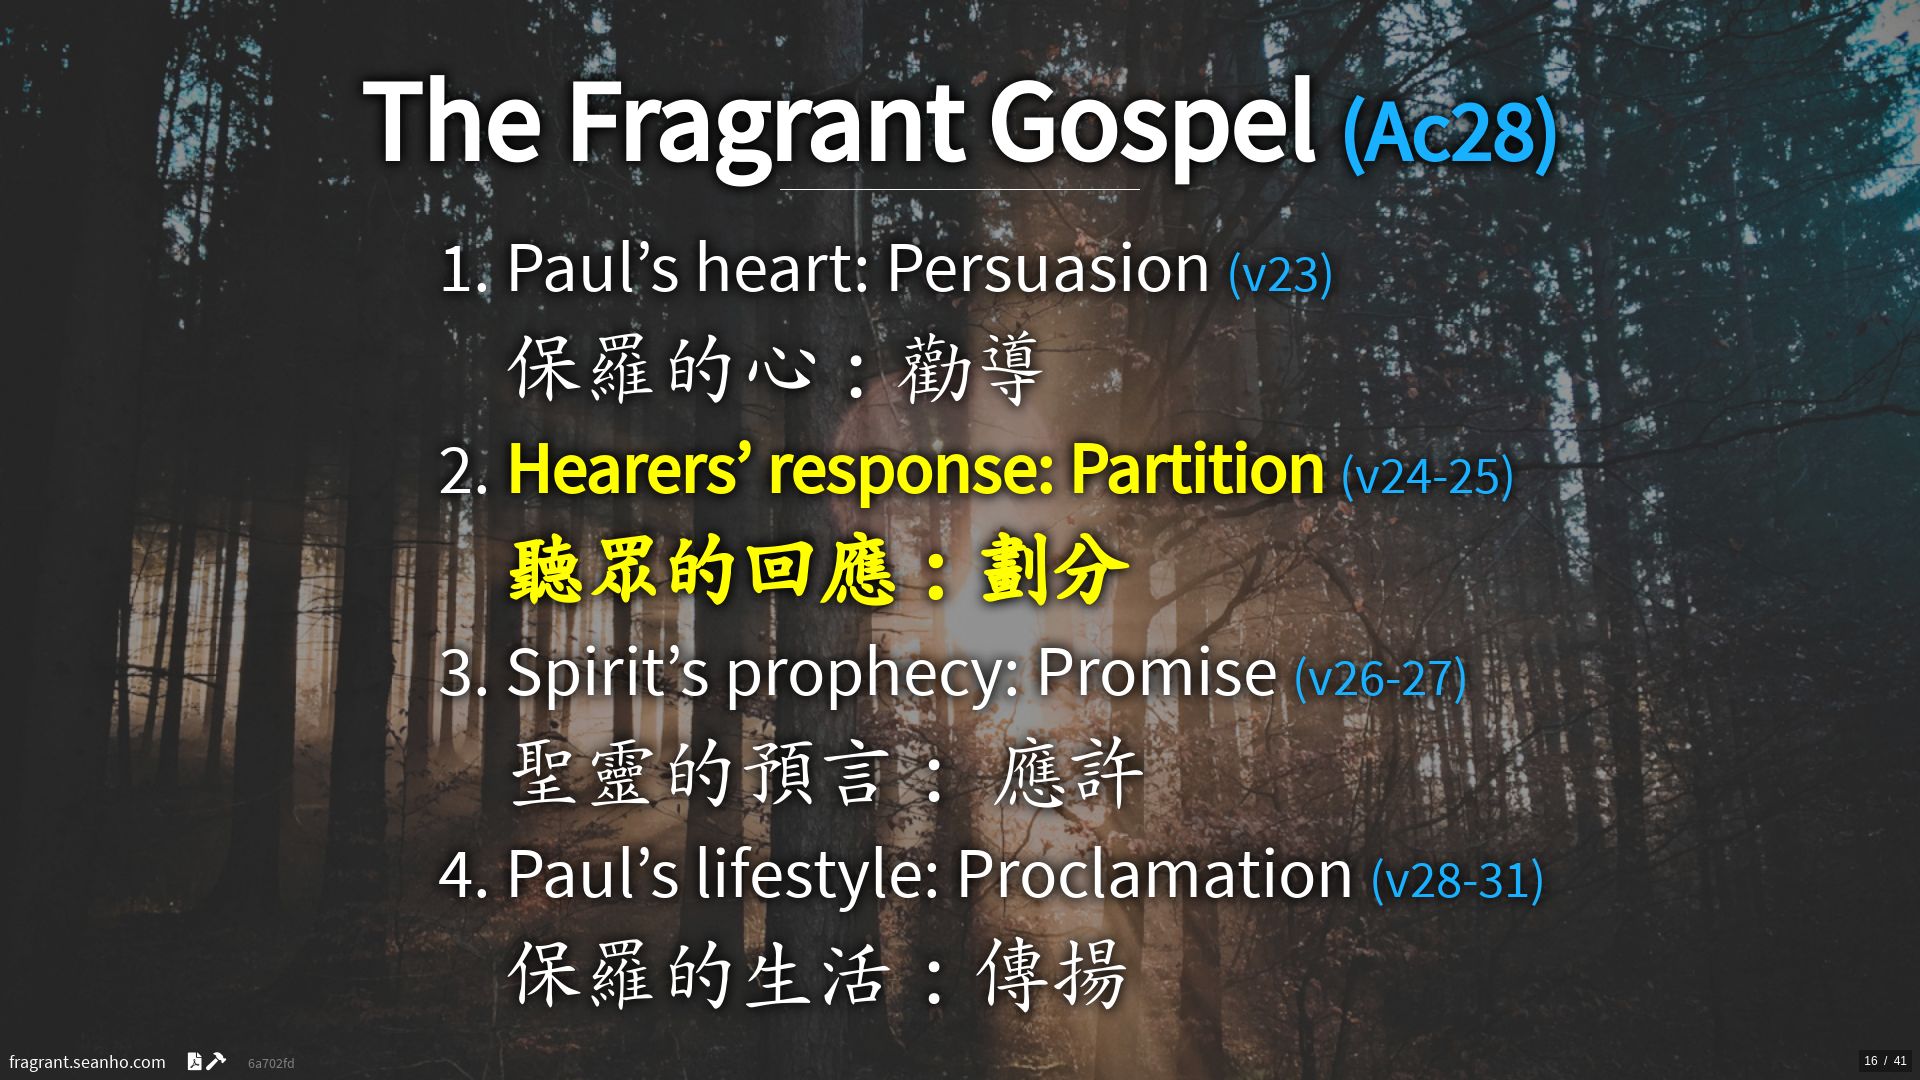 The Fragrant Gospel (Ac28)
1. Paul’s heart: Persuasion (v23)
保羅的心：勸導
2. Hearers’ response: Partition (v24-25)
聽眾的回應：劃分
3. Spirit’s prophecy: Promise (v26-27)
聖靈的預言： 應許
4. Paul’s lifestyle: Proclamation (v28-31)
保羅的生活：傳揚
fragrant.seanho.com 6a702fd
16 / 41